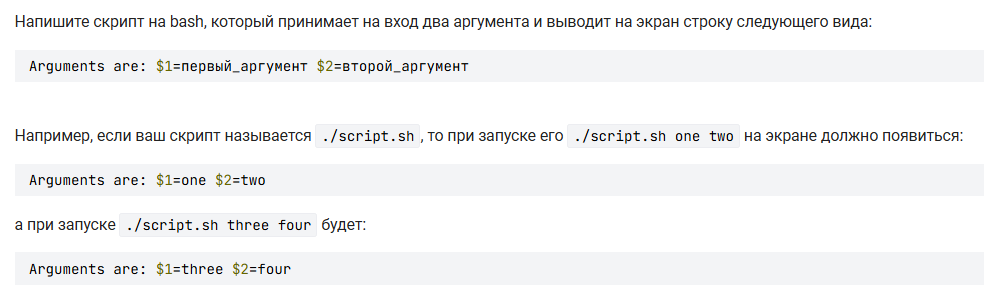 Напишите скрипт на bash, который принимает на вход два аргумента и выводит на экран строку следующего вида:
Arguments are: $1=первый_аргумент $2=второй_аргумент
Например, если ваш скрипт называется ./script.sh , то при запуске его ./script.sh one two на экране должно появиться:
Arguments are: $1=one $2=two
а при запуске ./script.sh three four будет:
Arguments are: $1=three $2=four